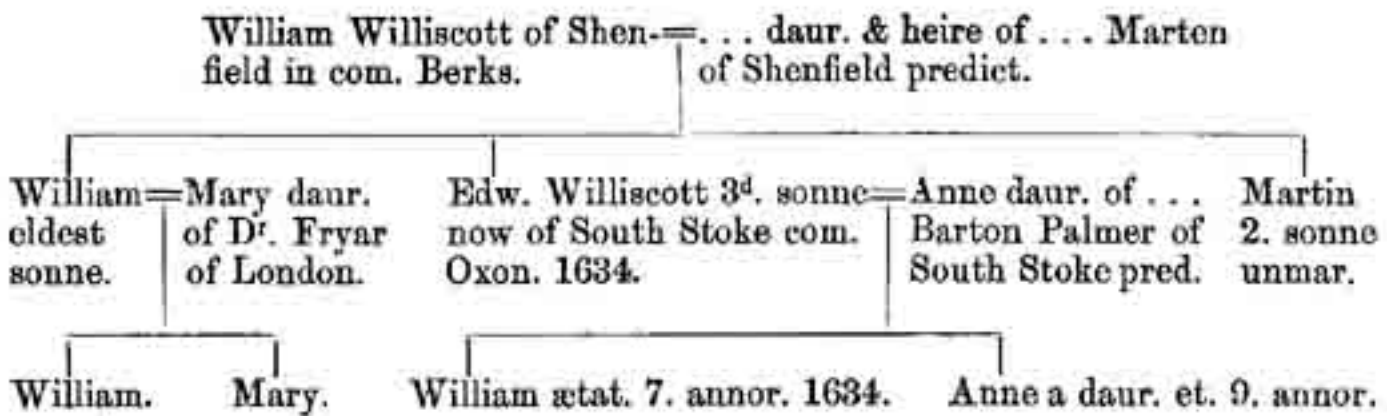 William Williscott of Shen-=. . . daur. & heire of . . . Marten
field in com. Berks. of Shenfield predict.
William=Mary daur. Edw. Williscott 3d. sonne=Anne daur. of . . . Martin
eldest of Dr. Fryar now of South Stoke com. Barton Palmer of 2. sonne
sonne. of London. Oxon. 1634. South Stoke pred. unmar.
William. Mary. William ætat. 7. annor. 1634. Anne a daur. et. 9. annor.